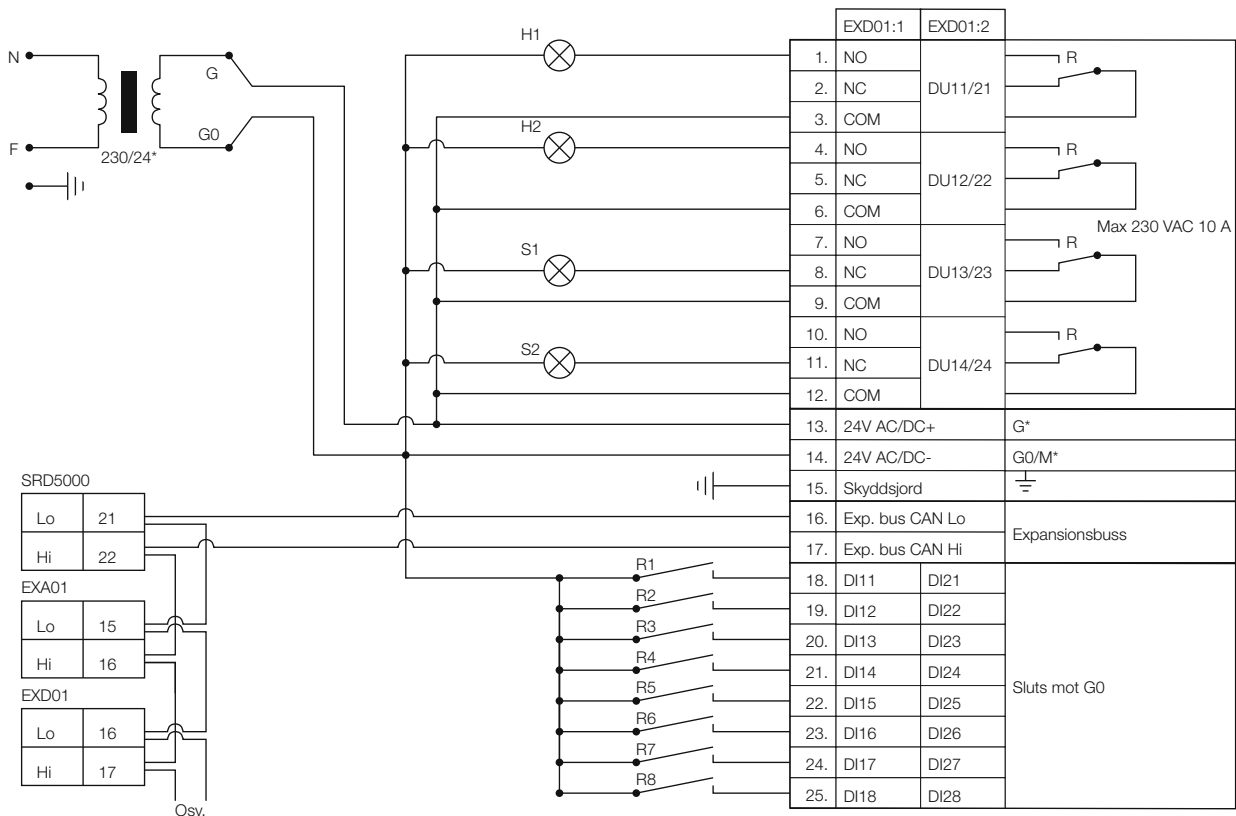 EXD01:1 EXD01:2
H1
N
G
1. NO R
2. NC DU11/21
3. COM
G0
H2
F
230/24*
4. NO R
5. NC DU12/22
6. COM
Max 230 VAC 10 A
7. NO R
S1
8. NC DU13/23
9. COM
10. NO R
S2
11. NC DU14/24
12. COM
13. 24V AC/DC+ G*
14. 24V AC/DC- G0/M*
SRD5000
15. Skyddsjord
Lo 21
16. Exp. bus CAN Lo
Expansionsbuss
Hi 22
17. Exp. bus CAN Hi
EXA01
R1
18. DI11 DI21
R2
19. DI12 DI22
Lo 15
R3
20. DI13 DI23
Hi 16
R4
21. DI14 DI24
Sluts mot G0
EXD01
R5
22. DI15 DI25
Lo 16
R6
23. DI16 DI26
Hi 17
R7
24. DI17 DI27
R8
25. DI18 DI28
Osv.